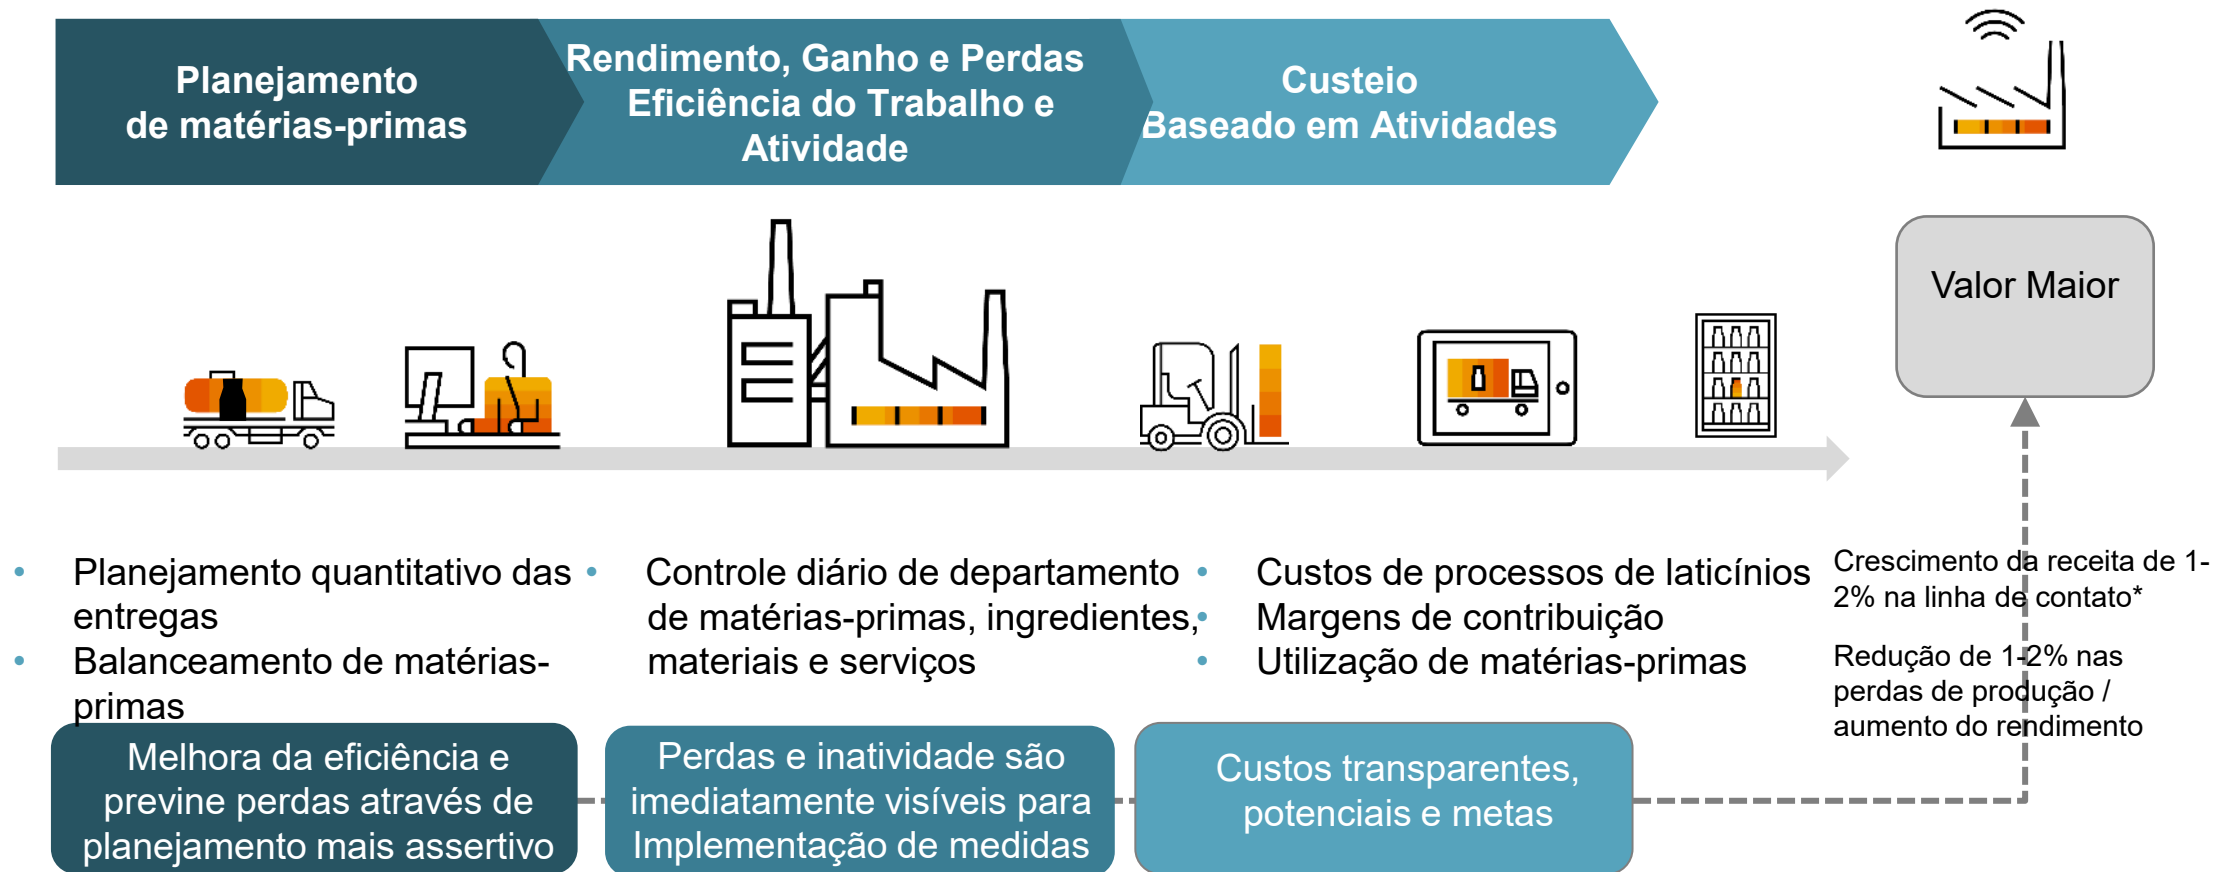 Planejamento
de matérias-primas
Rendimento, Ganho e Perdas
Eficiência do Trabalho e
Atividade
Custeio
Baseado em Atividades
Valor Maior
• Planejamento quantitativo das
entregas
• Balanceamento de matérias-
primas
• Controle diário de departamento
de matérias-primas, ingredientes,
materiais e serviços
• Custos de processos de laticínios
• Margens de contribuição
• Utilização de matérias-primas
Crescimento da receita de 1-
2% na linha de contato*
Redução de 1-2% nas
perdas de produção /
aumento do rendimento
Melhora da eficiência e
previne perdas através de
planejamento mais assertivo
Perdas e inatividade são
imediatamente visíveis para
Implementação de medidas
Custos transparentes,
potenciais e metas